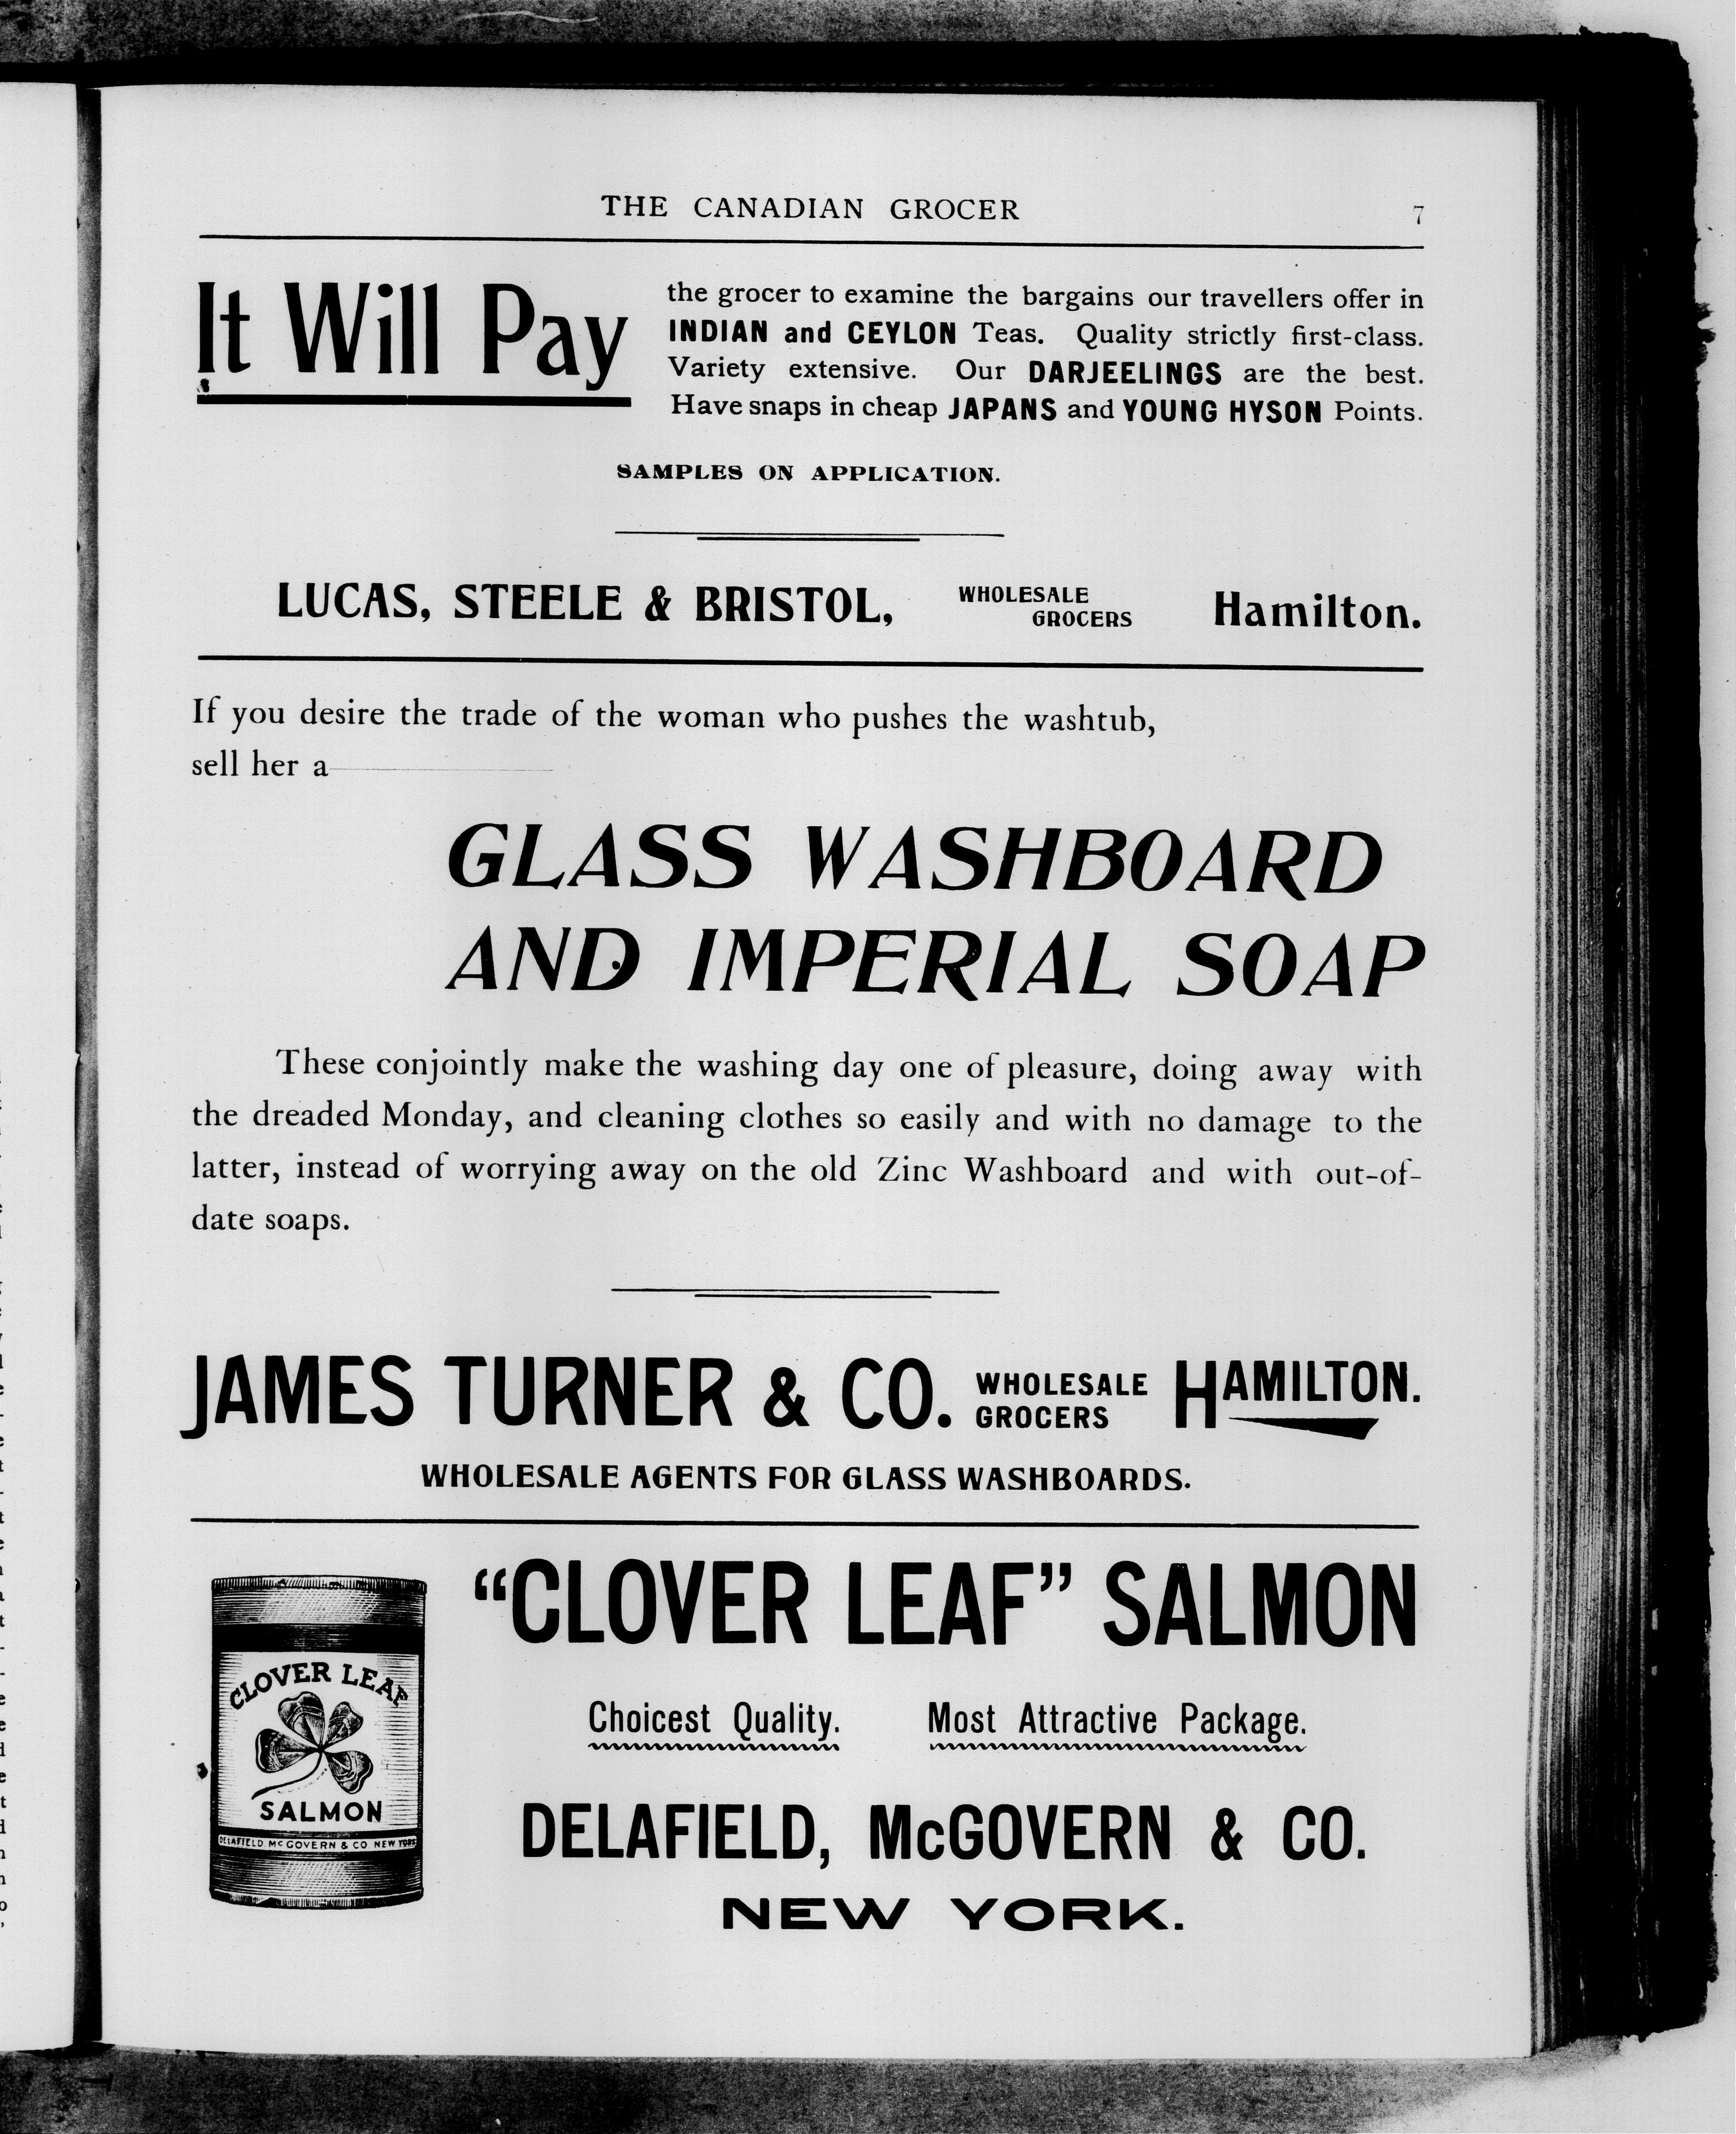 THE CANADIAN GROCER 7
It Will Pay
the grocer to examine the bargains our travellers offer in
INDIAN and CEYLON Teas. Quality strictly first-class.
Variety extensive. Our DARJEELINGS are the best.
Have snaps in cheap JAPANS and YOUNG HYSON Points.
SAMPLES ON APPLICATION.
LUCAS, STEELE & BRISTOL, WHOLESALE GROCERS Hamilton.
If you desire the trade of the woman who pushes the washtub,
sell her a
GLASS WASHBOARD
AND IMPERIAL SOAP
These conjointly make the washing day one of pleasure, doing away with
the dreaded Monday, and cleaning clothes so easily and with no damage to the
latter, instead of worrying away on the old Zinc Washboard and with out-of-
date soaps.
JAMES TURNER & CO. WHOLESALE GROCERS HAMILTON.
WHOLESALE AGENTS FOR GLASS WASHBOARDS.
"CLOVER LEAF" SALMON
CLOVER LEAF
SALMON
DELAFIELD McGOVERN & CO NEW YORK
Choicest Quality. Most Attractive Package.
DELAFIELD, McGOVERN & CO.
NEW YORK.